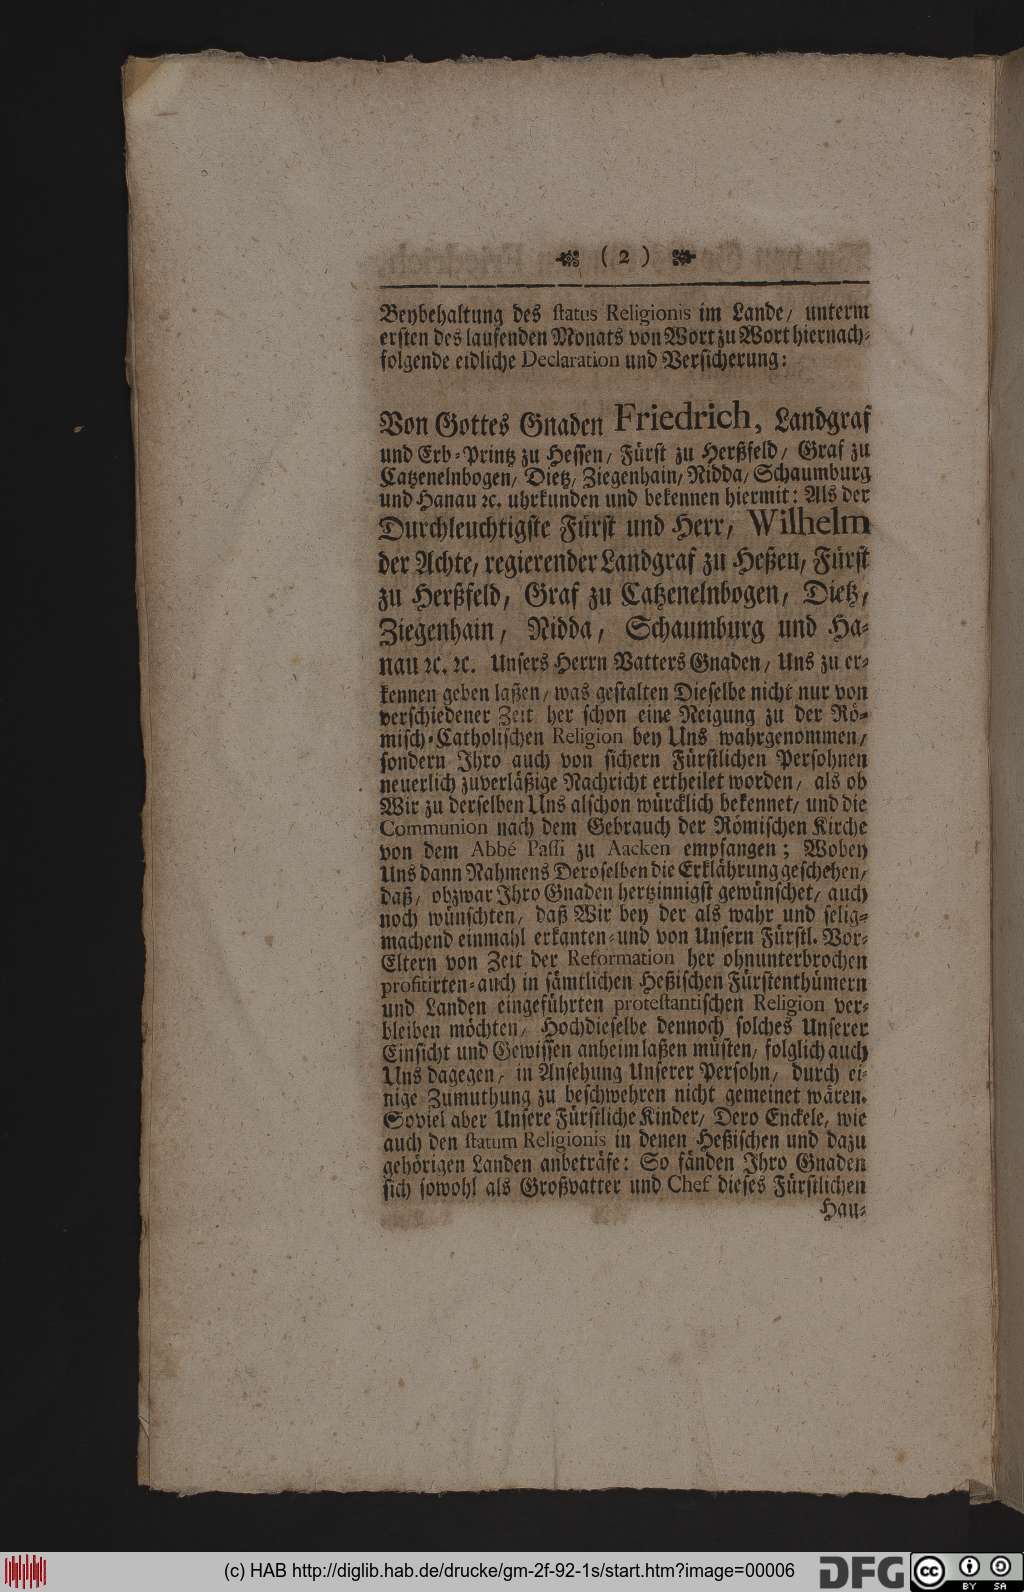 ( 2 )
Beybehaltung des status Religionis im Lande, unterm
ersten des laufenden Monats von Wort zu Wort hiernach-
folgende eidliche Declaration und Versicherung:
Von Gottes Gnaden Friedrich, Landgraf
und Erb-Printz zu Hessen, Fürst zu Herßfeld, Graf zu
Catzenelnbogen, Dietz, Ziegenhain, Nidda, Schaumburg
und Hanau ꝛc. uhrkunden und bekennen hiermit: Als der
Durchleuchtigste Fürst und Herr, Wilhelm
der Achte, regierender Landgraf zu Heßen, Fürst
zu Herßfeld, Graf zu Catzenelnbogen, Dietz,
Ziegenhain, Nidda, Schaumburg und Ha-
nau ꝛc. ꝛc. Unsers Herrn Vatters Gnaden, Uns zu er-
kennen geben laßen, was gestalten Dieselbe nicht nur von
verschiedener Zeit her schon eine Neigung zu der Rö-
misch-Catholischen Religion bey Uns wahrgenommen,
sondern Ihro auch von sichern Fürstlichen Persohnen
neuerlich zuverläßige Nachricht ertheilet worden, als ob
Wir zu derselben Uns alschon würcklich bekennet, und die
Communion nach dem Gebrauch der Römischen Kirche
von dem Abbé Passi zu Aacken empfangen; Wobey
Uns dann Nahmens Deroselben die Erklährung geschehen,
daß, obzwar Ihro Gnaden hertzinnigst gewünschet, auch
noch wünschten, daß Wir bey der als wahr und selig-
machend einmahl erkanten- und von Unsern Fürstl. Vor-
Eltern von Zeit der Reformation her ohnunterbrochen
profitirten- auch in sämtlichen Heßischen Fürstenthümern
und Landen eingeführten protestantischen Religion ver-
bleiben möchten, Hochdieselbe dennoch solches Unserer
Einsicht und Gewissen anheim laßen müsten, folglich auch
Uns dagegen, in Ansehung Unserer Persohn, durch ei-
nige Zumuthung zu beschwehren nicht gemeinet wären.
Soviel aber Unsere Fürstliche Kinder, Dero Enckele, wie
auch den statum Religionis in denen Heßischen und dazu
gehörigen Landen anbeträfe: So fänden Ihro Gnaden
sich sowohl als Großvatter und Chef dieses Fürstlichen
Hau-
(c) HAB http://diglib.hab.de/drucke/gm-2f-92-1s/start.htm?image=00006
DFG
cc BY SA